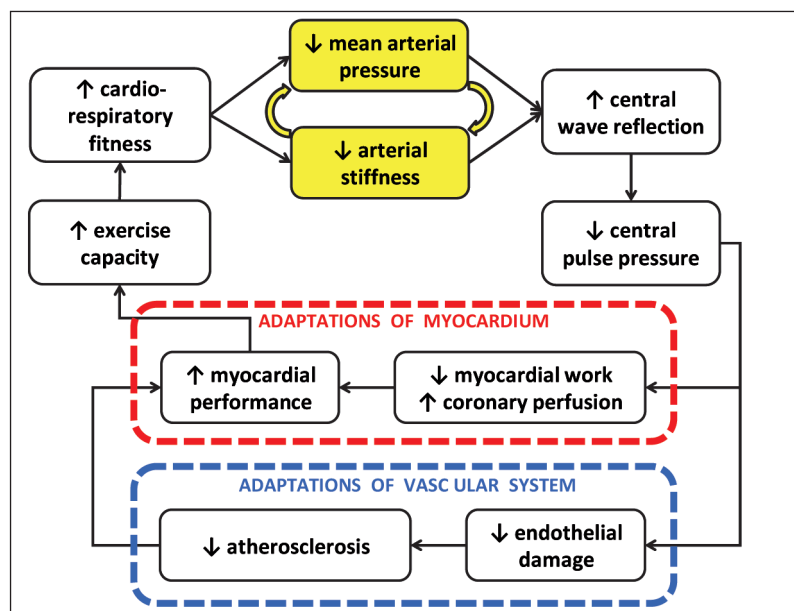 ↓ mean arterial
pressure
↑ cardio-
respiratory
fitness
↑ central
wave reflection
↓ arterial
stiffness
↑ exercise
capacity
↓ central
pulse pressure
ADAPTATIONS OF MYOCARDIUM
↑ myocardial
performance
↓ myocardial work
↑ coronary perfusion
ADAPTATIONS OF VASC ULAR SYSTEM
↓ atherosclerosis
↓ endothelial
damage